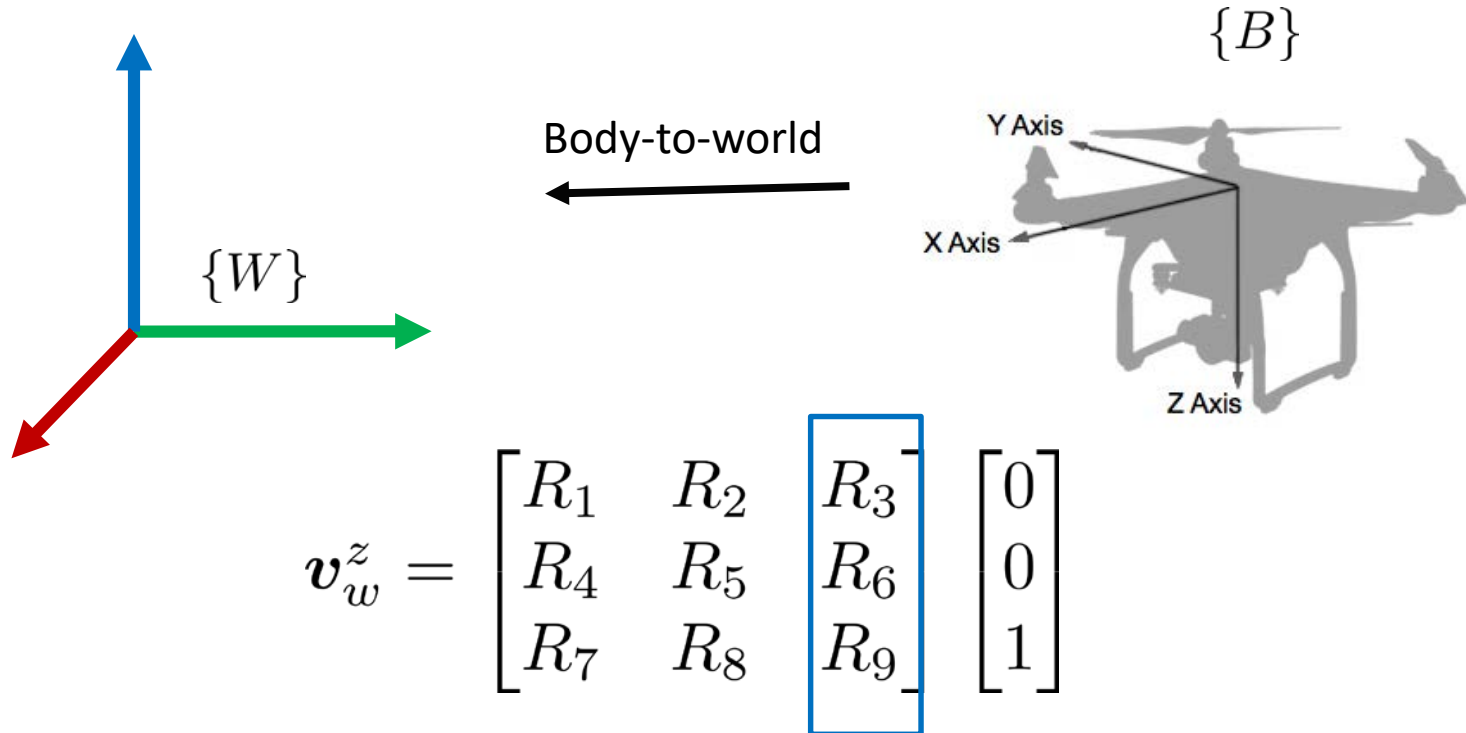 {B}
Y Axis
Body-to-world
X Axis
{W}
Z Axis
v_w^z = [R_1 R_2 R_3; R_4 R_5 R_6; R_7 R_8 R_9] [0; 0; 1]